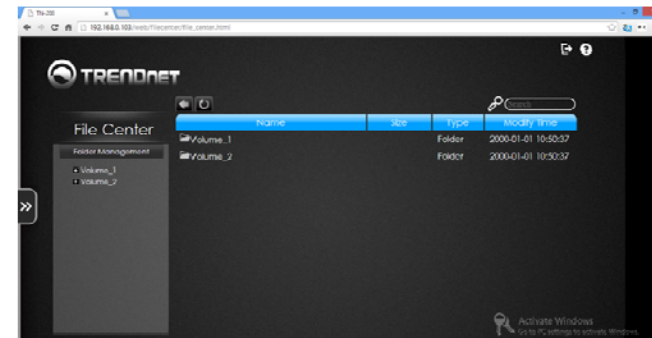 192.168.0.103/web/filecenter/file_center.html
TRENDNET
Search
Name Size Type Modify Time
File Center
Volume_1 Folder 2000-01-01 10:50:37
Folder Management
Volume_2 Folder 2000-01-01 10:50:37
Volume_1
Volume_2
Activate Windows
Go to PC settings to activate Windows.